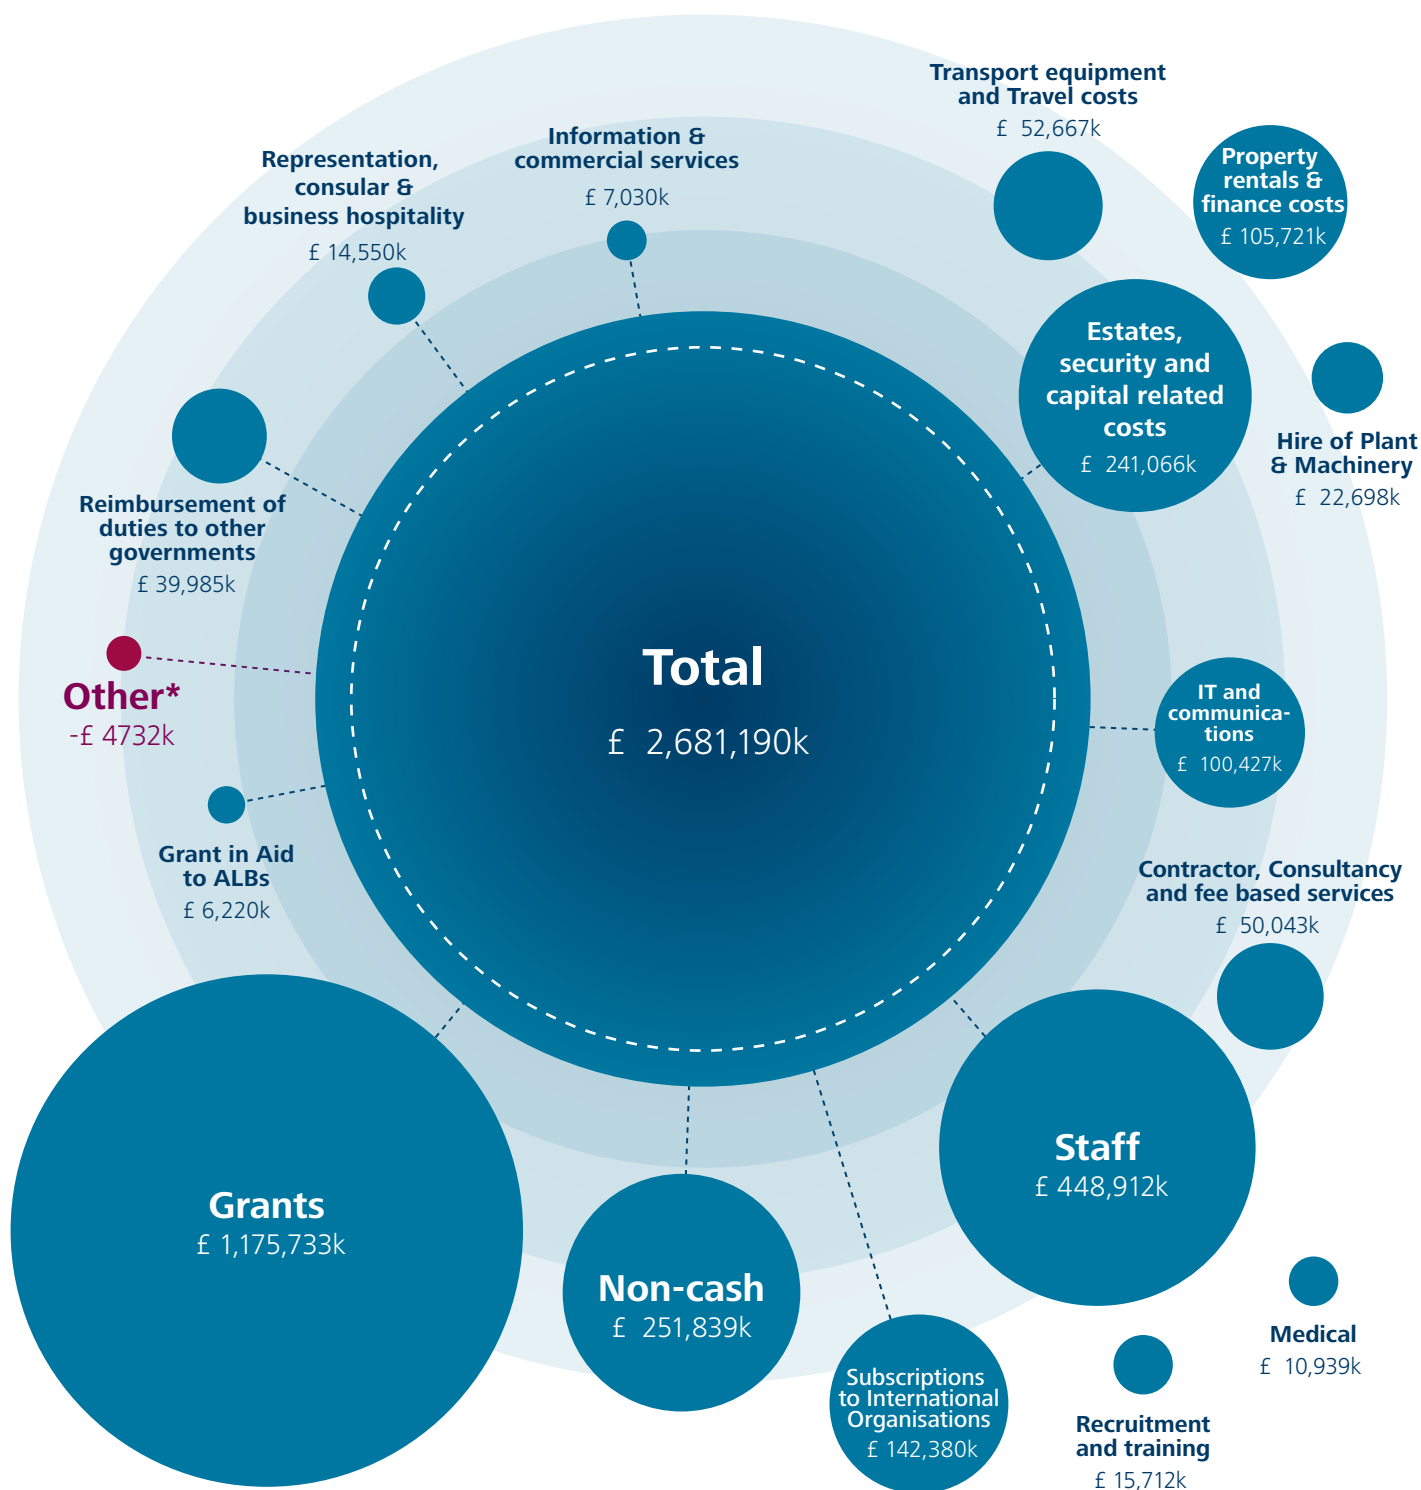 Transport equipment
and Travel costs
£ 52,667k
Information &
commercial services
£ 7,030k
Representation,
consular &
business hospitality
£ 14,550k
Property
rentals &
finance costs
£ 105,721k
Estates,
security and
capital related
costs
£ 241,066k
Hire of Plant
& Machinery
£ 22,698k
Reimbursement of
duties to other
governments
£ 39,985k
Other*
-£ 4732k
Total
£ 2,681,190k
IT and
communica-
tions
£ 100,427k
Grant in Aid
to ALBs
£ 6,220k
Contractor, Consultancy
and fee based services
£ 50,043k
Staff
£ 448,912k
Grants
£ 1,175,733k
Non-cash
£ 251,839k
Subscriptions
to International
Organisations
£ 142,380k
Medical
£ 10,939k
Recruitment
and training
£ 15,712k